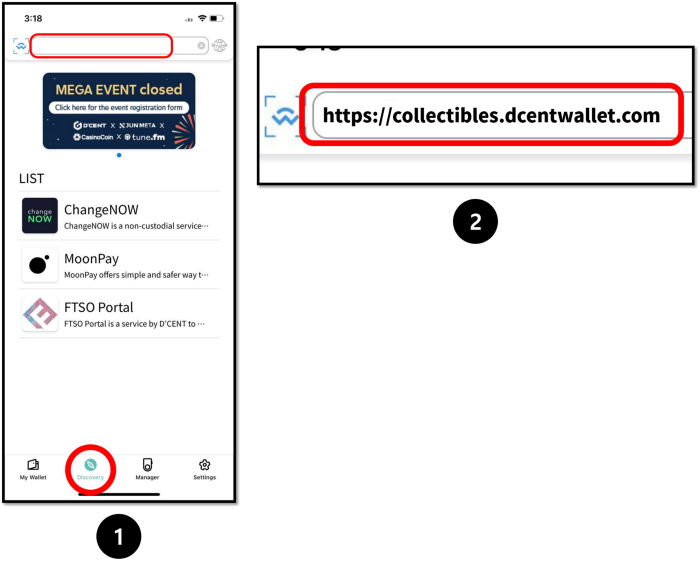 3:18
MEGA EVENT closed
Click here for the event registration form
D'CENT X JUNMETA X
CasinoCoin X tune.fm
LIST
change NOW
ChangeNOW
ChangeNOW is a non-custodial service···
MoonPay
MoonPay offers simple and safer way t···
FTSO Portal
FTSO Portal is a service by D'CENT to ···
My Wallet
Discovery
Manager
Settings
1
https://collectibles.dcentwallet.com
2